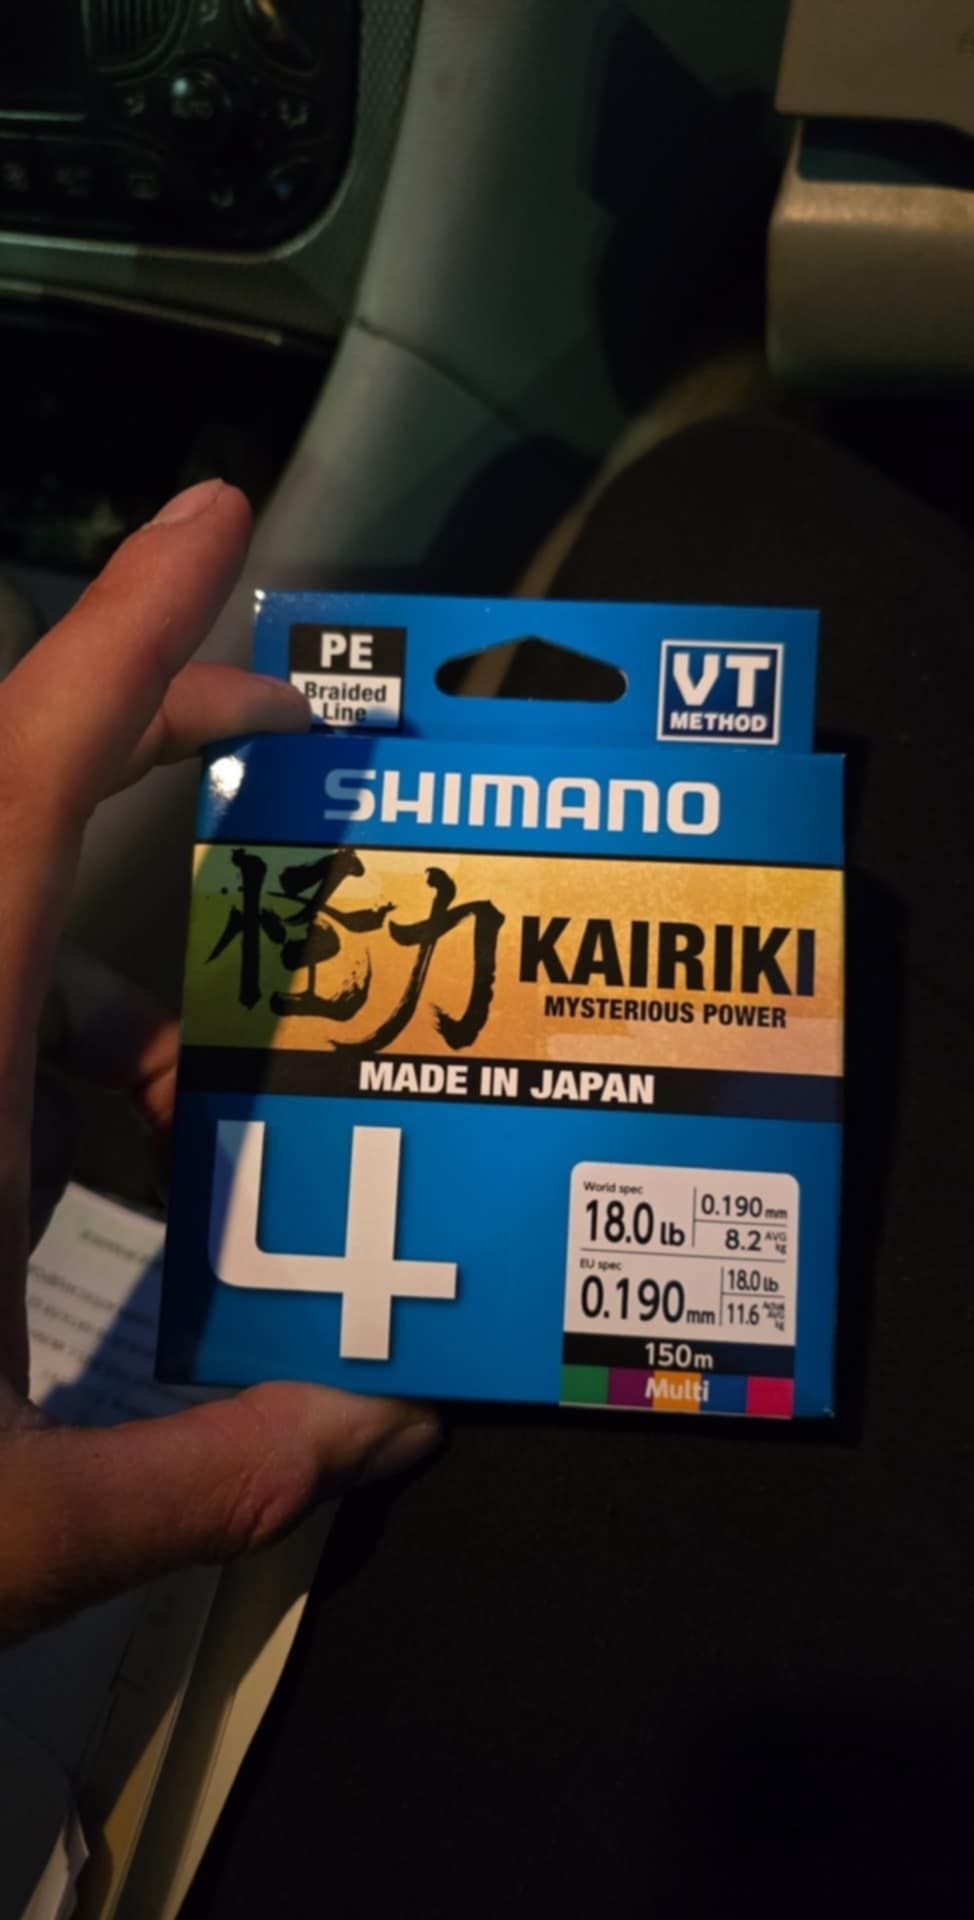 PE
Braided
Line
VT
METHOD
SHIMANO
怪力
KAIRIKI
MYSTERIOUS POWER
MADE IN JAPAN
4
World spec
18.0 lb
0.190 mm
8.2 AVG kg
EU spec
0.190 mm
18.0 lb
11.6 kg
150m
Multi